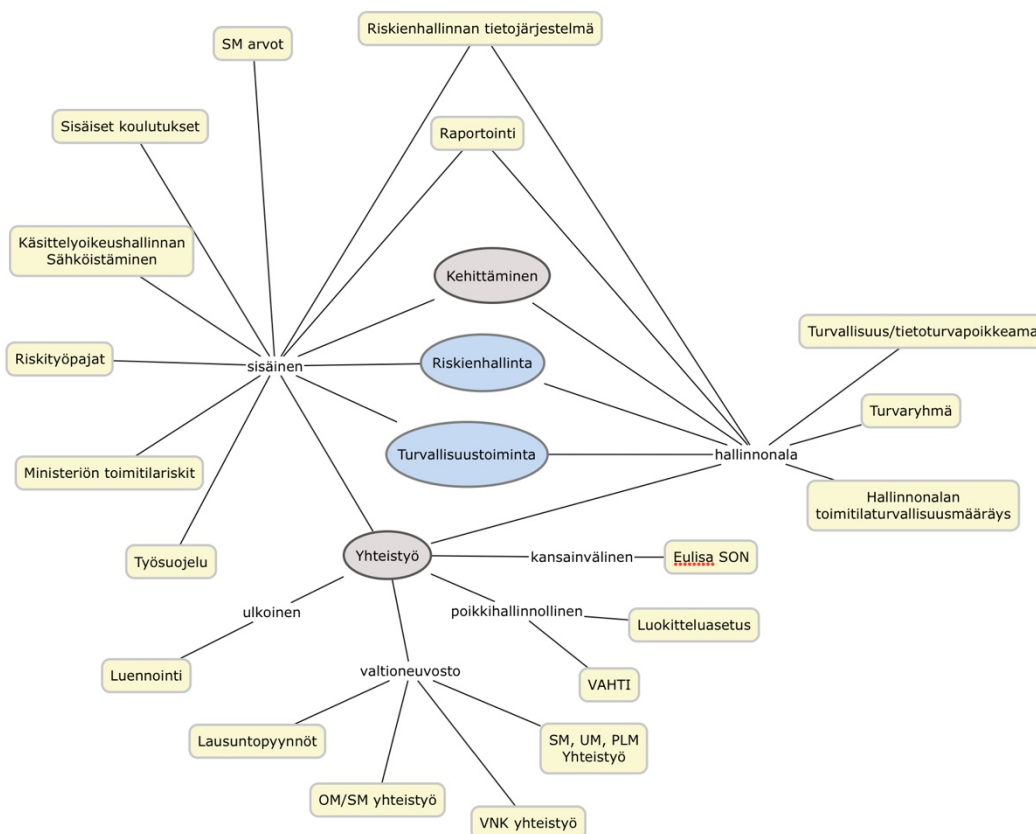 Riskienhallinnan tietojärjestelmä
SM arvot
Sisäiset koulutukset
Raportointi
Käsittelyoikeushallinnan
Sähköistäminen
Kehittäminen
Turvallisuus/tietoturvapoikkeama
Riskityöpajat
sisäinen
Riskienhallinta
Turvaryhmä
Turvallisuustoiminta
hallinnonala
Ministeriön toimitilariskit
Hallinnonalan
toimitilaturvallisuusmääräys
Työsuojelu
Yhteistyö
kansainvälinen
Eulisa SON
ulkoinen
poikkihallinnollinen
Luokitteluasetus
Luennointi
valtioneuvosto
VAHTI
Lausuntopyynnöt
SM, UM, PLM
Yhteistyö
OM/SM yhteistyö
VNK yhteistyö